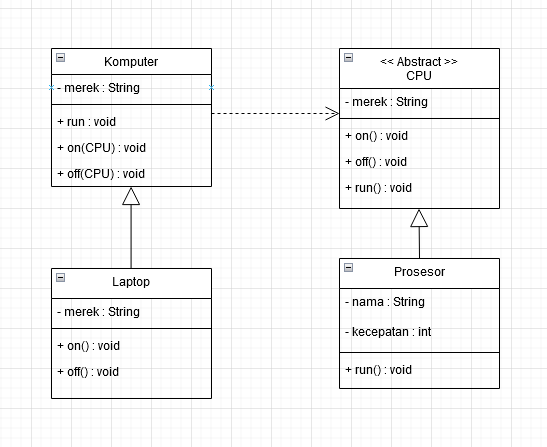 Komputer
- merek : String
+ run : void
+ on(CPU) : void
+ off(CPU) : void
<< Abstract >>
CPU
- merek : String
+ on() : void
+ off() : void
+ run() : void
Laptop
- merek : String
+ on() : void
+ off() : void
Prosesor
- nama : String
- kecepatan : int
+ run() : void